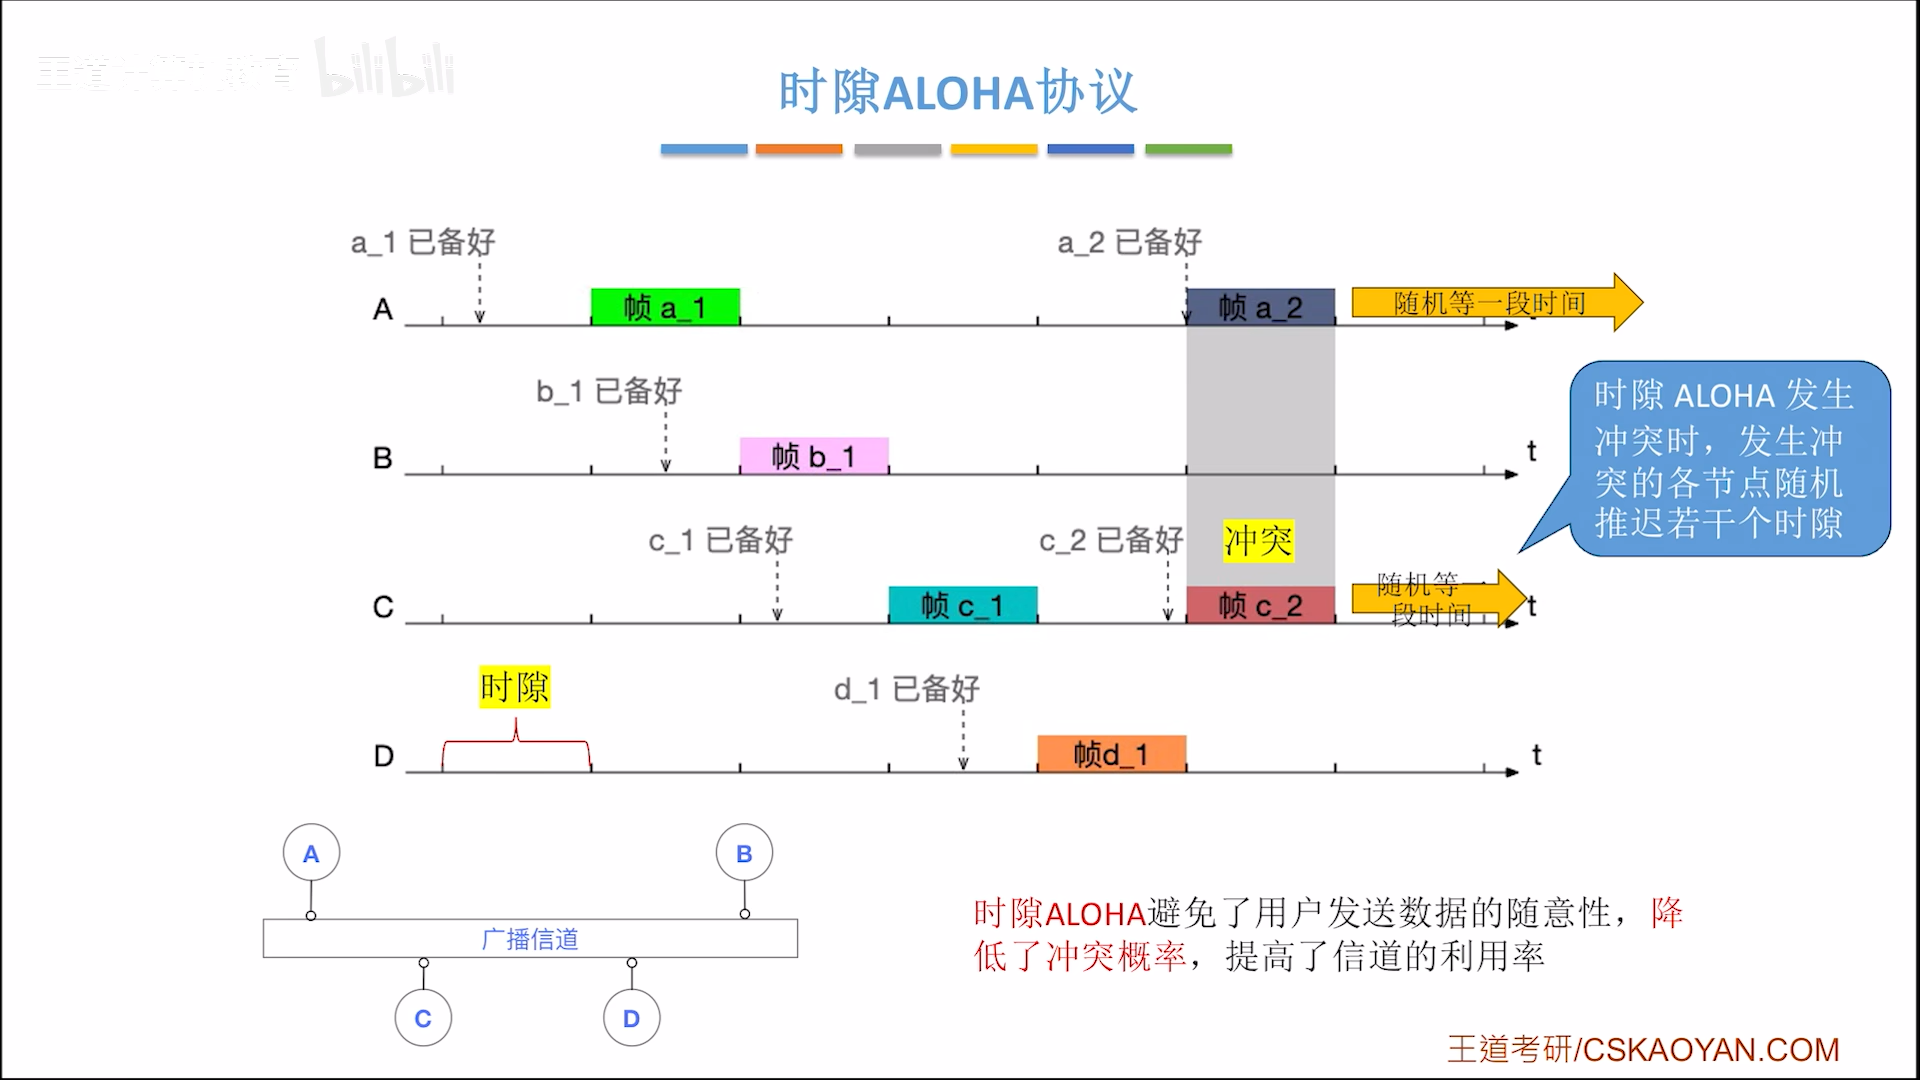 bilibili
时隙ALOHA协议
a_1 已备好
a_2 已备好
A
帧 a_1
帧 a_2
随机等一段时间
b_1 已备好
B
帧 b_1
t
时隙 ALOHA 发生
冲突时，发生冲
突的各节点随机
推迟若干个时隙
c_1 已备好
c_2 已备好
冲突
C
帧 c_1
帧 c_2
随机等一
段时间
t
时隙
d_1 已备好
D
帧d_1
t
A
B
广播信道
C
D
时隙ALOHA避免了用户发送数据的随意性，降
低了冲突概率，提高了信道的利用率
王道考研/CSKAOYAN.COM